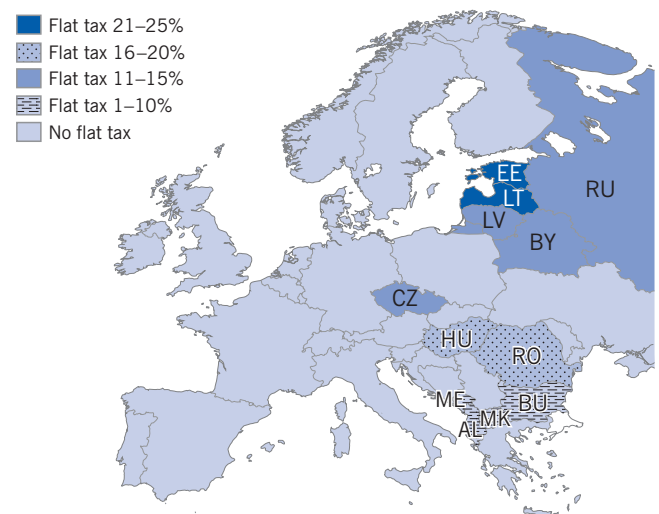 Flat tax 21–25%
Flat tax 16–20%
Flat tax 11–15%
Flat tax 1–10%
No flat tax
EE
LT
RU
LV
BY
CZ
HU
RO
ME
BU
MK
AL